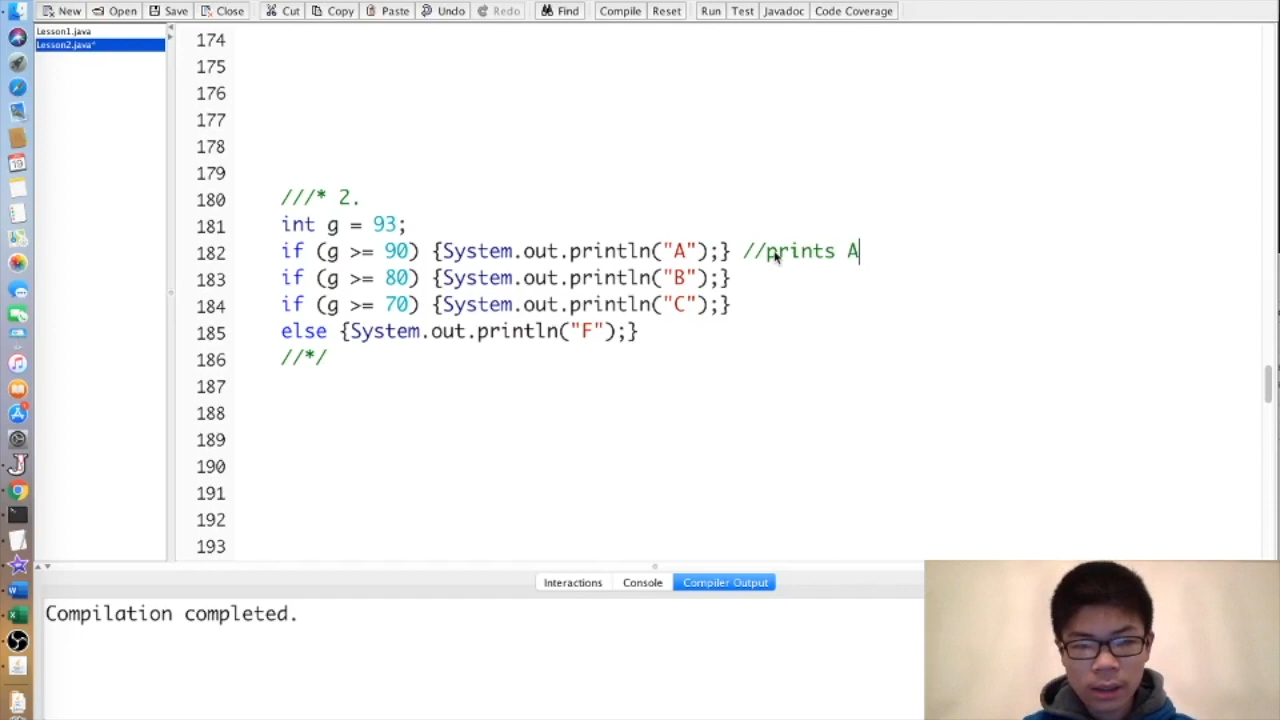 New Open Save Close Cut Copy Paste Undo Redo Find Compile Reset Run Test Javadoc Code Coverage
Lesson1.java
Lesson2.java*
174
175
176
177
178
179
180 ///* 2.
181 int g = 93;
182 if (g >= 90) {System.out.println("A");} //prints A
183 if (g >= 80) {System.out.println("B");}
184 if (g >= 70) {System.out.println("C");}
185 else {System.out.println("F");}
186 //*/
187
188
189
190
191
192
193
Interactions Console Compiler Output
Compilation completed.